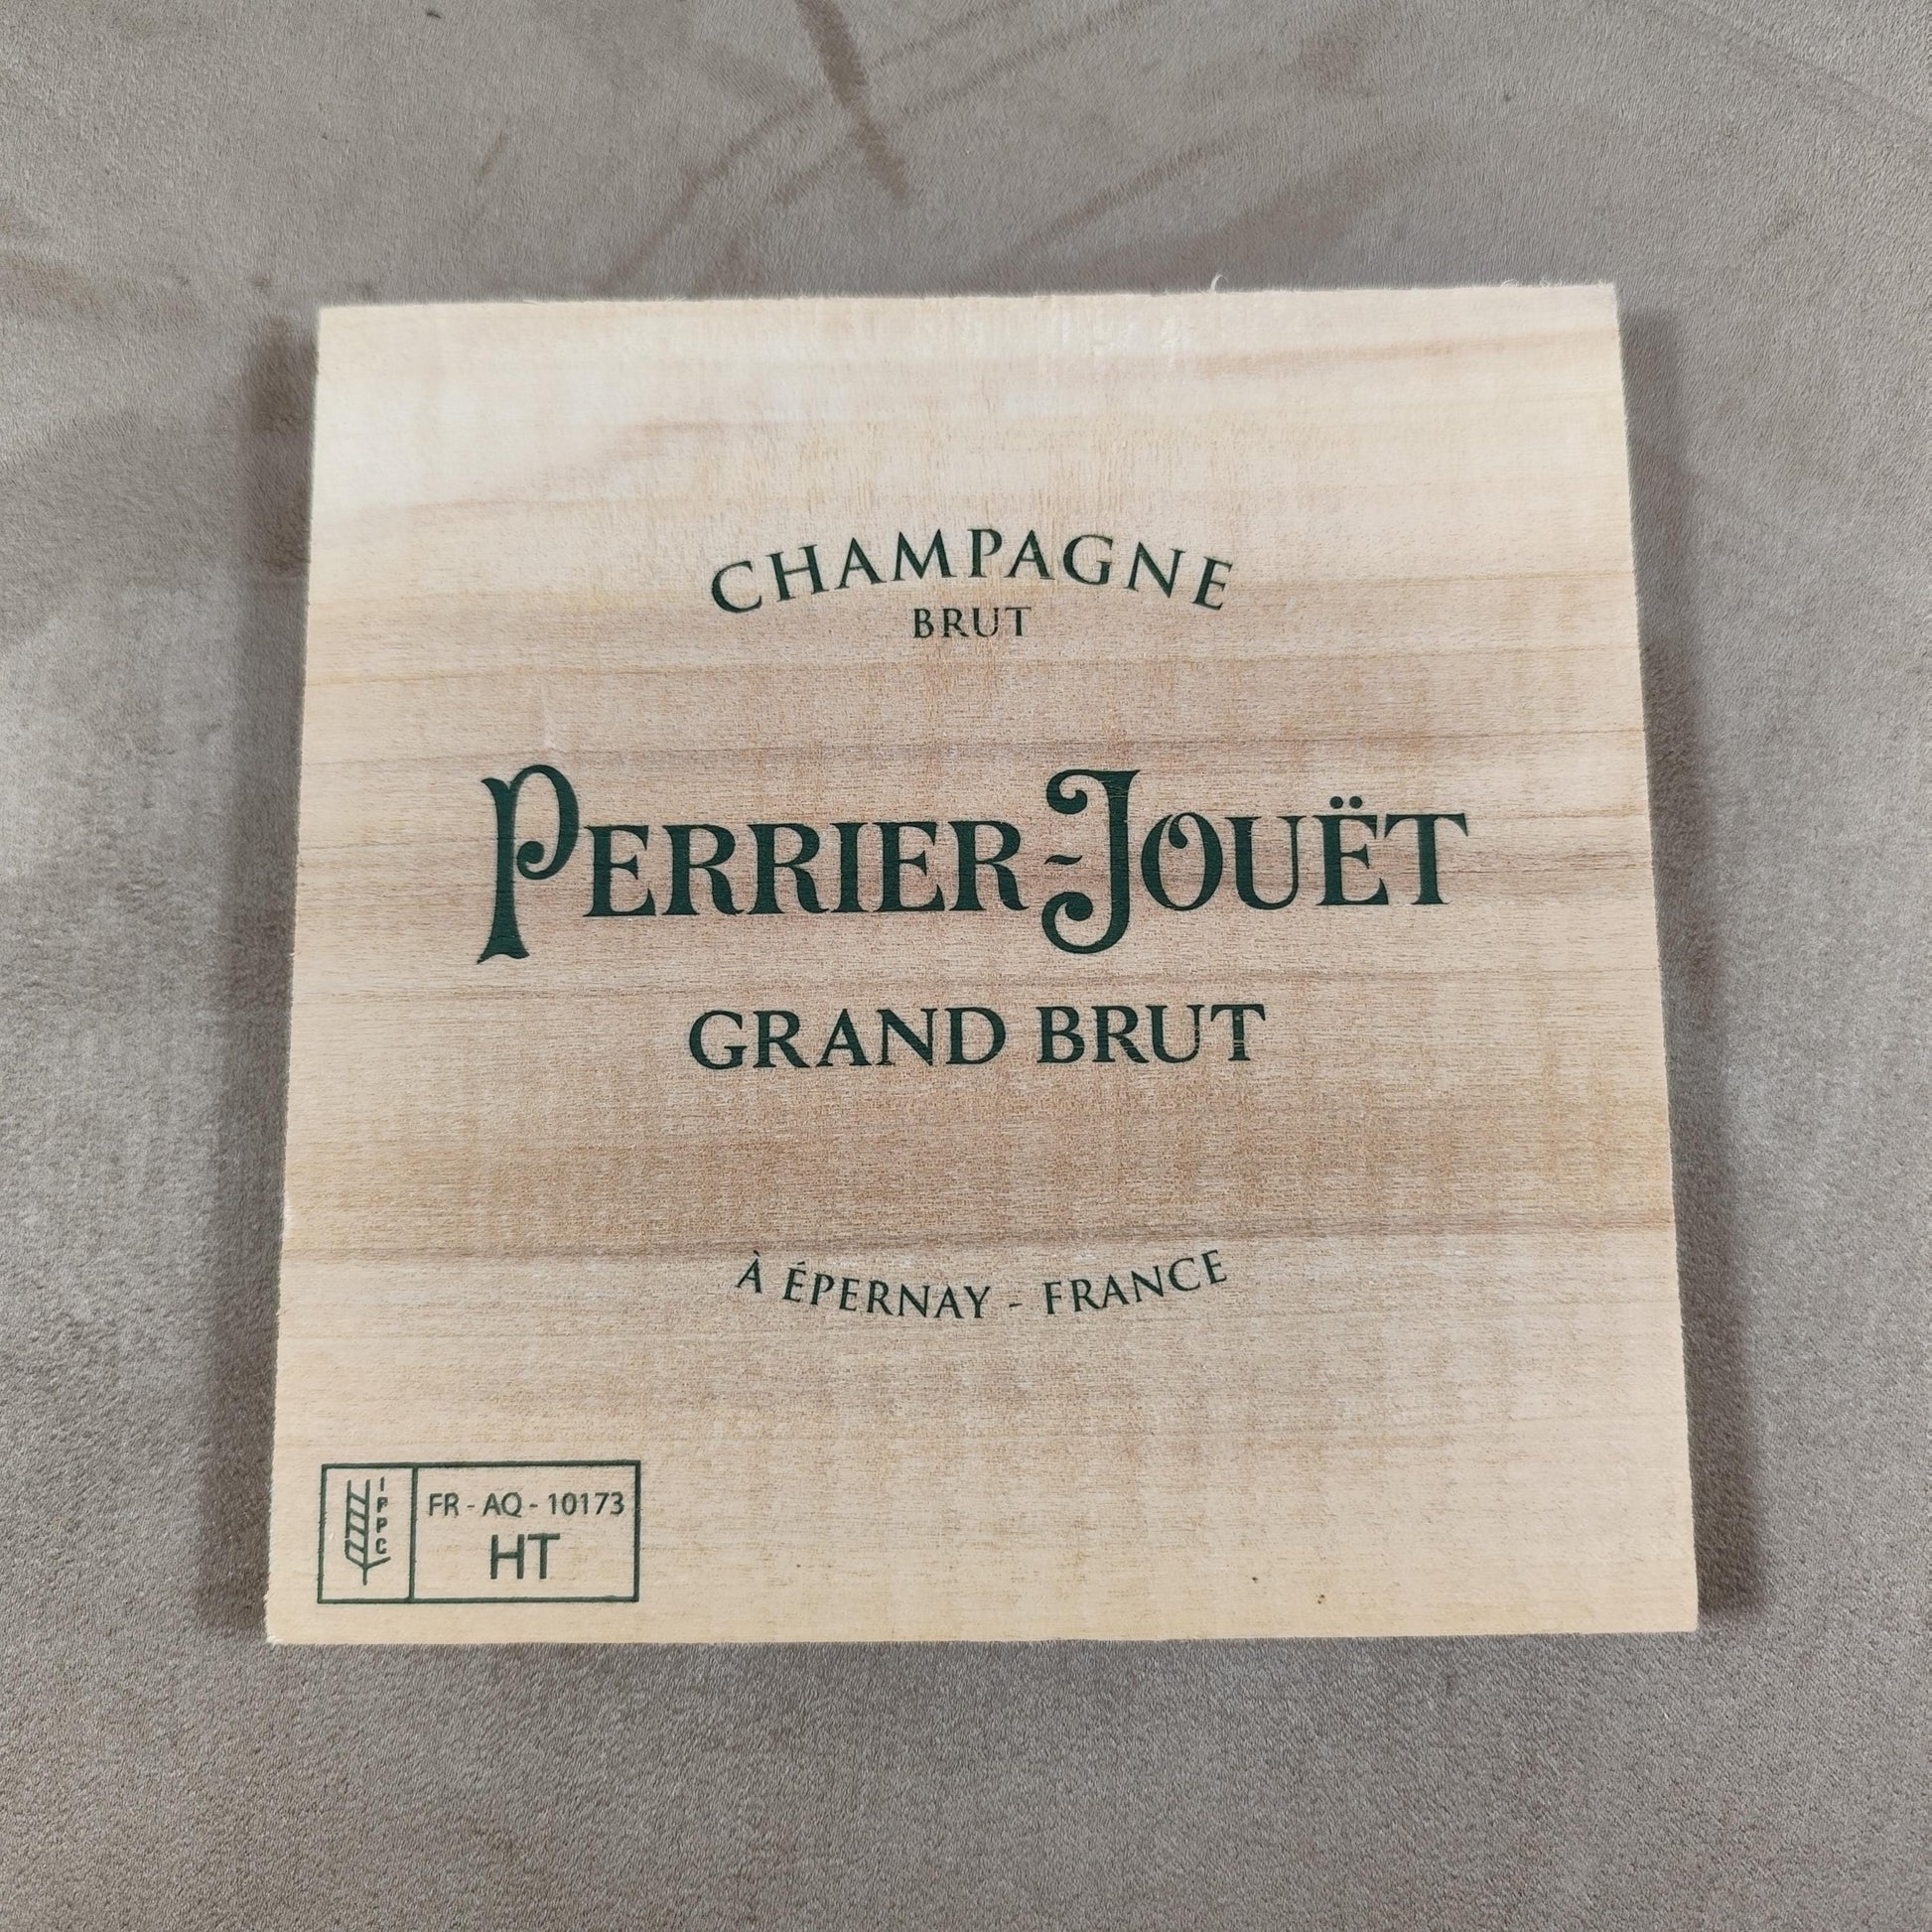 CHAMPAGNE
BRUT
PERRIER-JOUËT
GRAND BRUT
À ÉPERNAY - FRANCE
IPPC
FR - AQ - 10173
HT